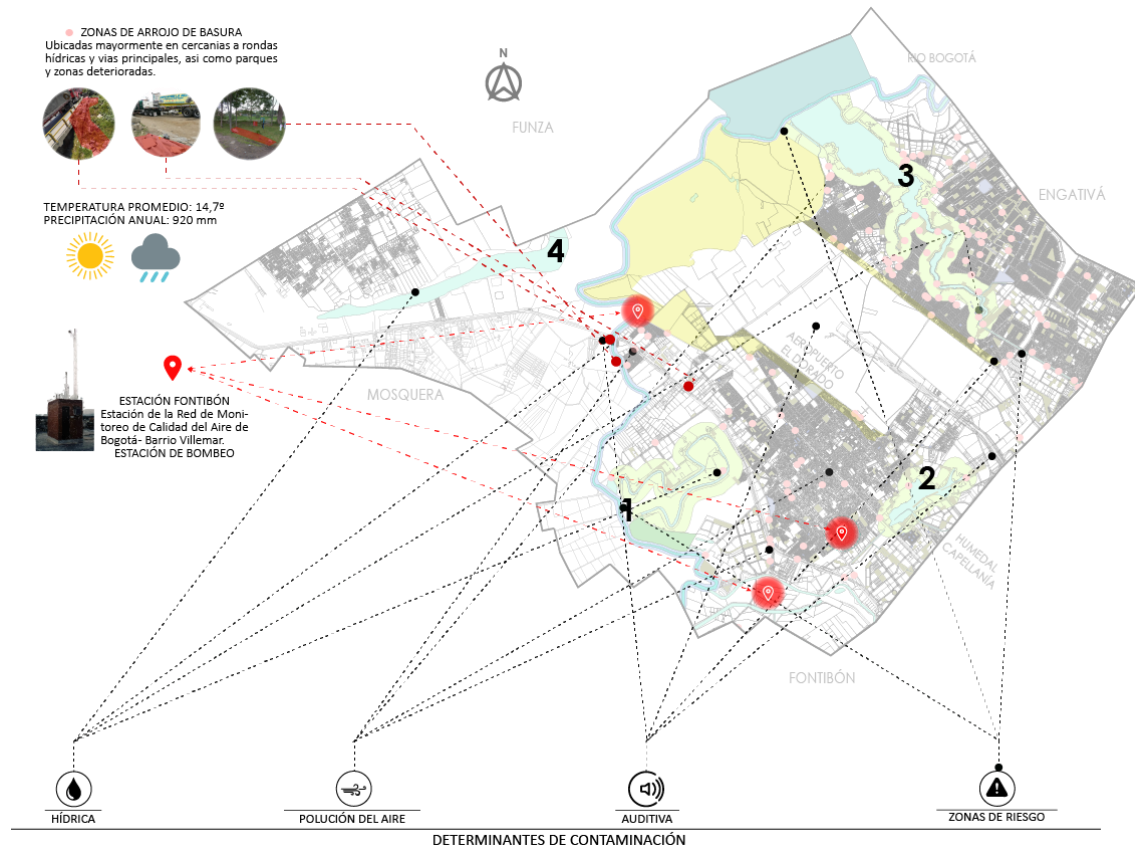 ZONAS DE ARROJO DE BASURA
Ubicadas mayormente en cercanias a rondas
hídricas y vias principales, asi como parques
y zonas deterioradas.
N
FUNZA
RIO BOGOTÁ
ENGATIVÁ
TEMPERATURA PROMEDIO: 14,7º
PRECIPITACIÓN ANUAL: 920 mm
3
4
AEROPUERTO
EL DORADO
MOSQUERA
ESTACIÓN FONTIBÓN
Estación de la Red de Moni-
toreo de Calidad del Aire de
Bogotá- Barrio Villemar.
ESTACIÓN DE BOMBEO
2
1
HUMEDAL
CAPELLANÍA
FONTIBÓN
HÍDRICA
POLUCIÓN DEL AIRE
AUDITIVA
ZONAS DE RIESGO
DETERMINANTES DE CONTAMINACIÓN